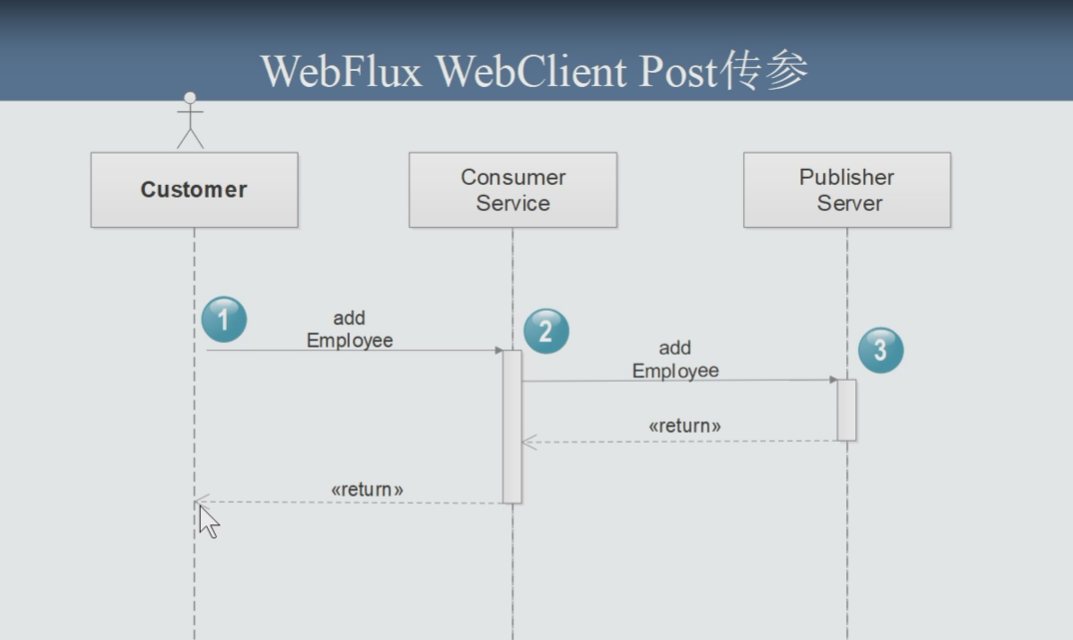 WebFlux WebClient Post传参
Customer
Consumer
Service
Publisher
Server
1
add
Employee
2
add
Employee
3
«return»
«return»